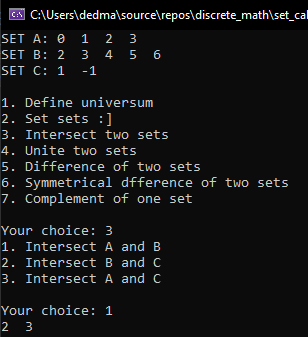 C:\Users\dedma\source\repos\discrete_math\set_cal
SET A: 0 1 2 3
SET B: 2 3 4 5 6
SET C: 1 -1
1. Define universum
2. Set sets :]
3. Intersect two sets
4. Unite two sets
5. Difference of two sets
6. Symmetrical dfference of two sets
7. Complement of one set
Your choice: 3
1. Intersect A and B
2. Intersect B and C
3. Intersect A and C
Your choice: 1
2 3